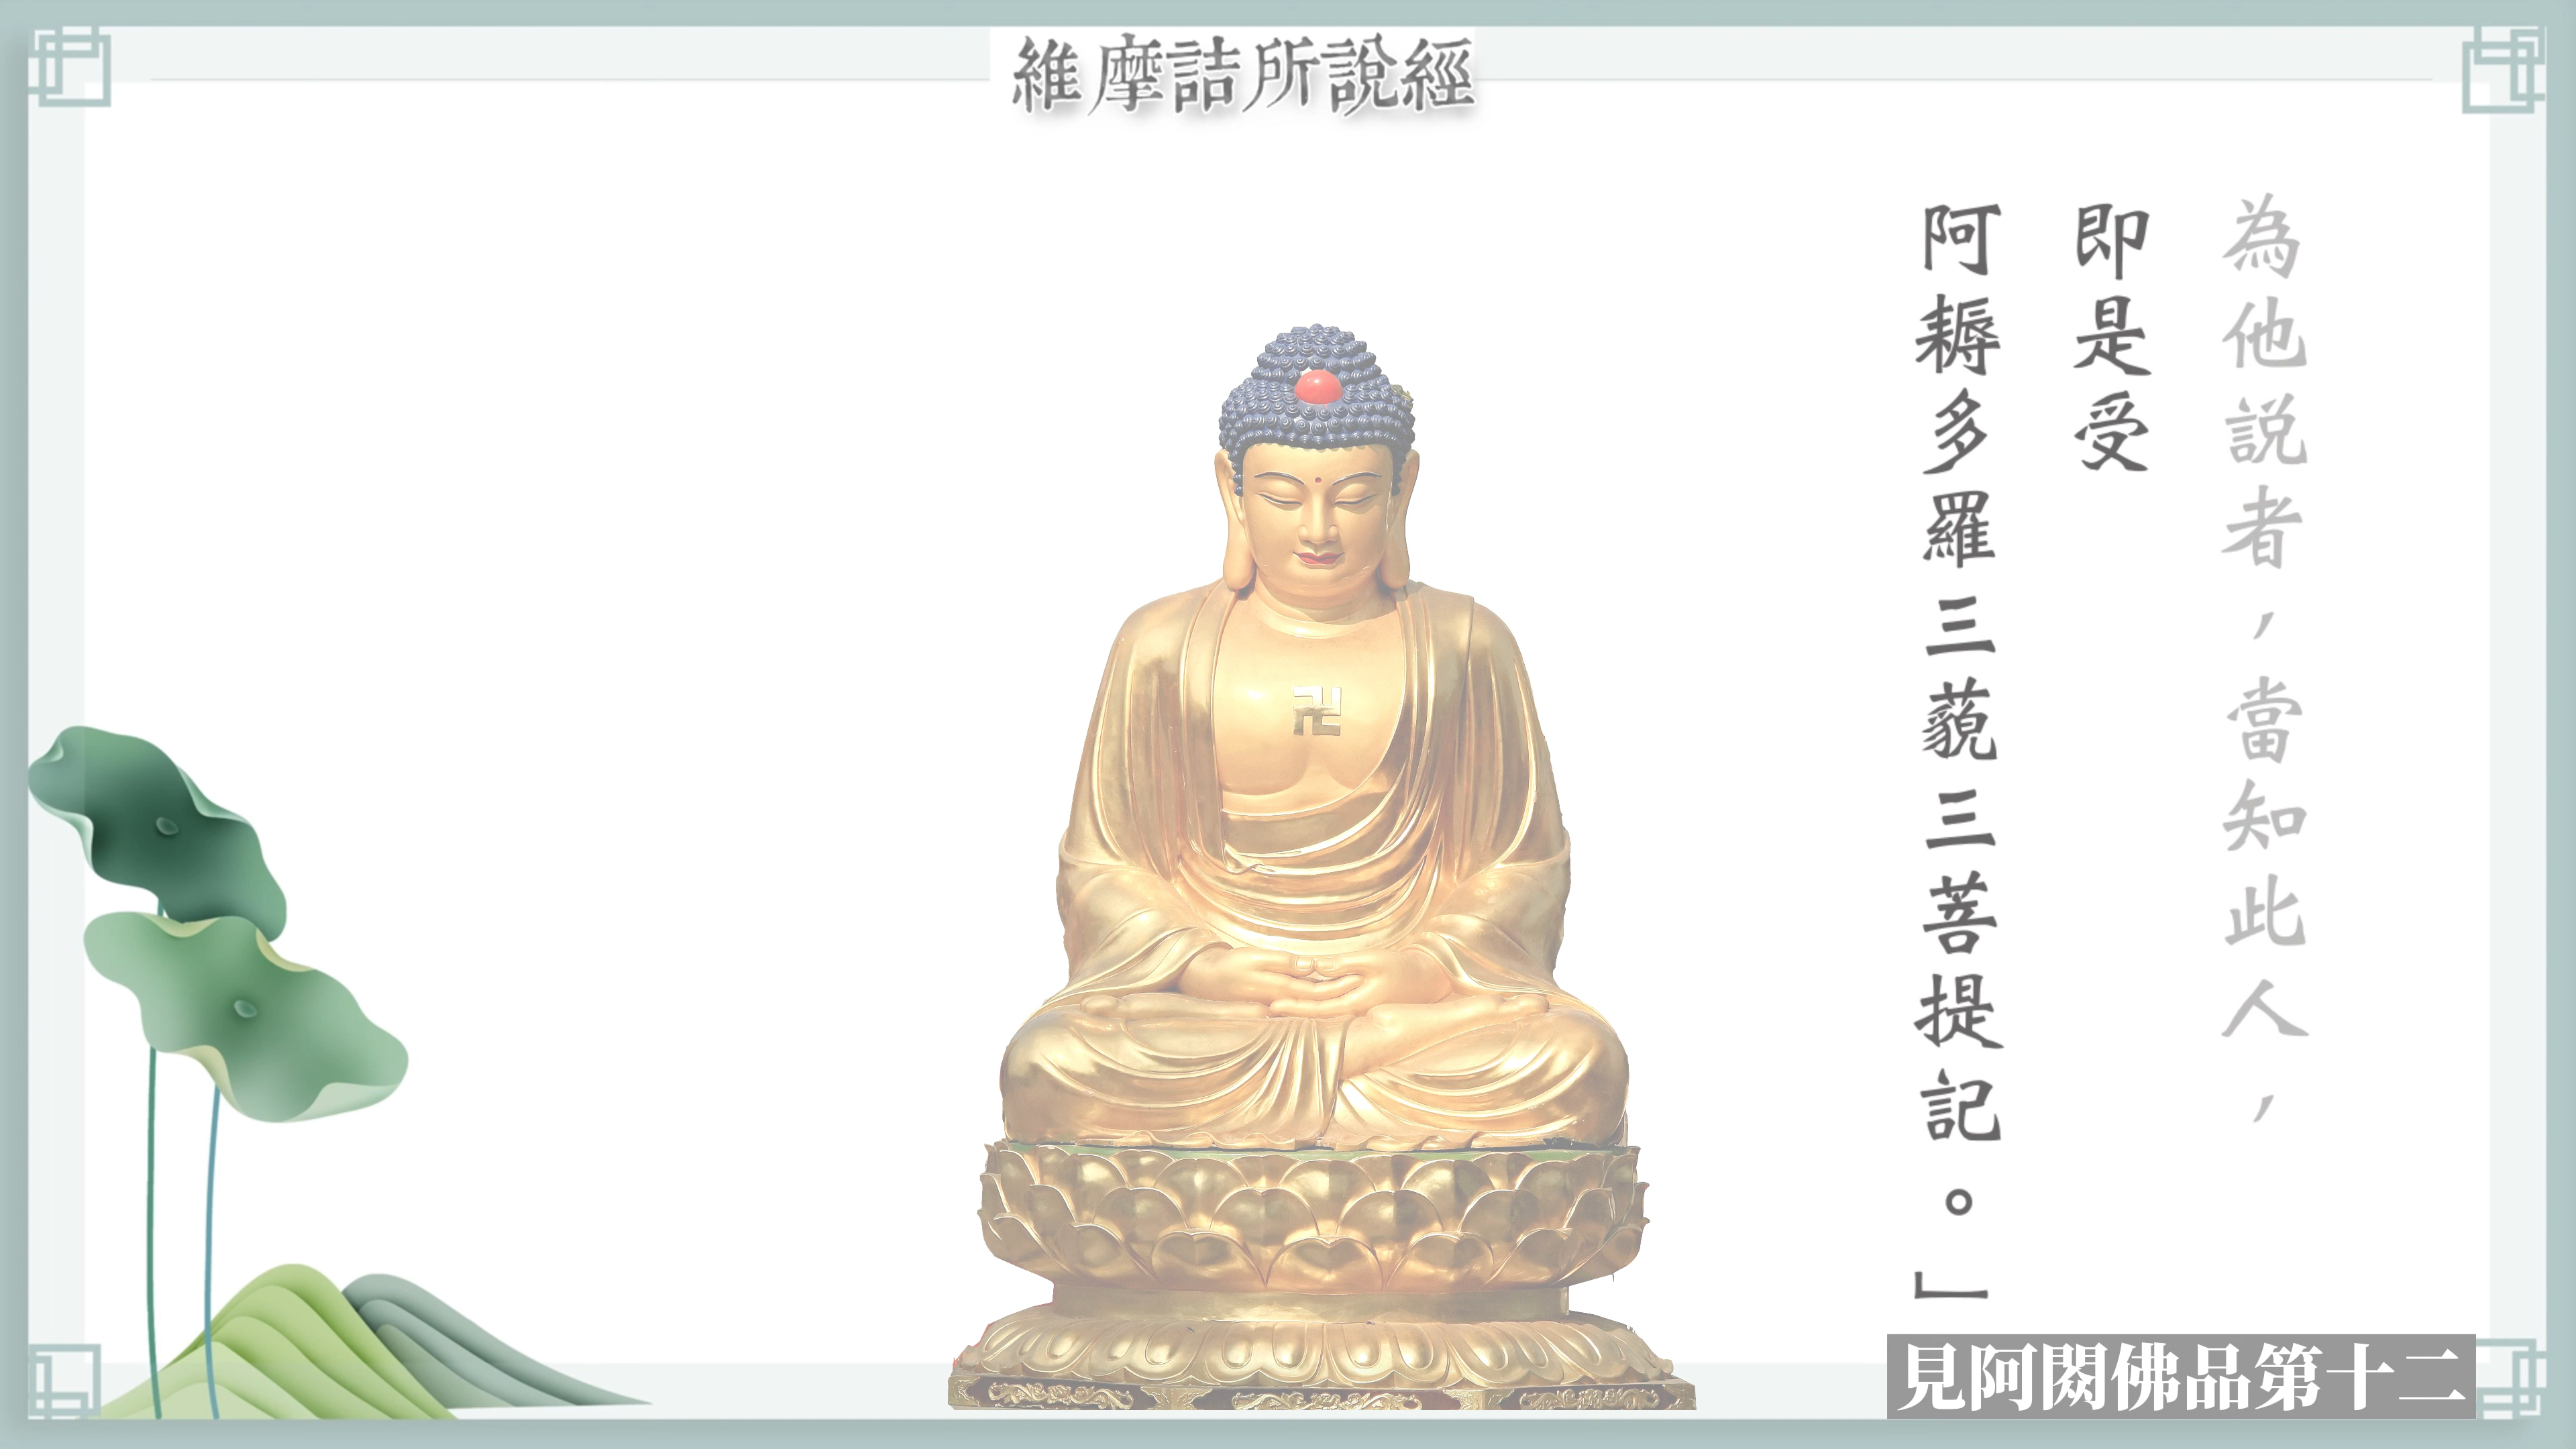 維摩詰所說經
為他説者，當知此人，
即是受
阿耨多羅三藐三菩提記。」
見阿閦佛品第十二